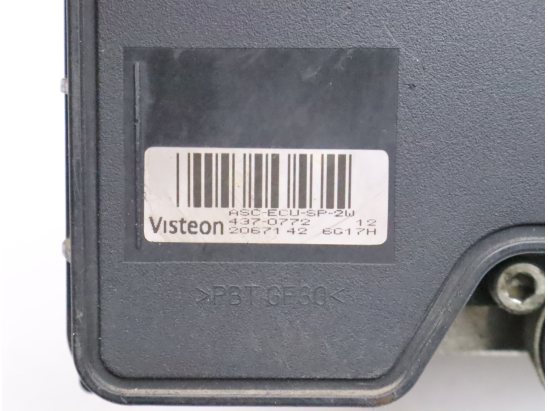 ASC-ECU-SP-2W
Visteon 437-0772 12
2067142 6G17H
>PBT GF30<